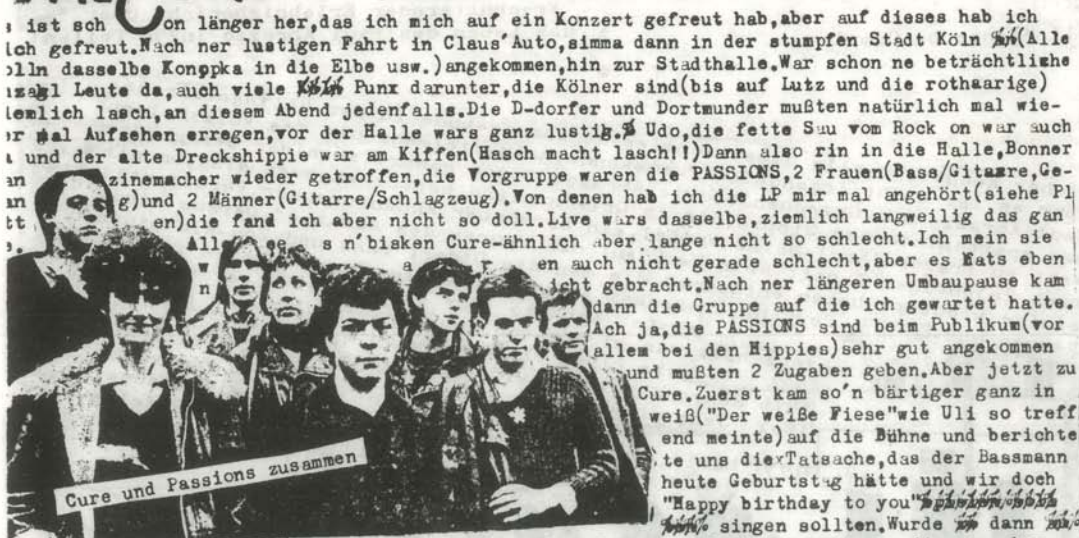 ist sch on länger her,das ich mich auf ein Konzert gefreut hab,aber auf dieses hab ich
ich gefreut.Nach ner lustigen Fahrt in Claus'Auto,simma dann in der stumpfen Stadt Köln (Alle
olln dasselbe Konppka in die Elbe usw.)angekommen,hin zur Stadthalle.War schon ne beträchtlishe
nzagl Leute da,auch viele Punx darunter,die Kölner sind(bis auf Lutz und die rothaarige)
iemlich lasch,an diesem Abend jedenfalls.Die D-dorfer und Dortmunder mußten natürlich mal wie-
er mal Aufsehen erregen,vor der Halle wars ganz lustig. Udo,die fette Sau vom Rock on war auch
und der alte Dreckshippie war am Kiffen(Hasch macht lasch!!)Dann also rin in die Halle,Bonner
an zinemacher wieder getroffen,die Vorgruppe waren die PASSIONS,2 Frauen(Bass/Gitaxre,Ge-
an g)und 2 Männer(Gitarre/Schlagzeug).Von denen hab ich die LP mir mal angehört(siehe Pl
tt en)die fand ich aber nicht so doll.Live wars dasselbe,ziemlich langweilig das gan
e. Alle s n'bisken Cure-ähnlich aber lange nicht so schlecht.Ich mein sie
w a r en auch nicht gerade schlecht,aber es Hats eben
n icht gebracht.Nach ner längeren Umbaupause kam
dann die Gruppe auf die ich gewartet hatte.
Ach ja,die PASSIONS sind beim Publikum(vor
allem bei den Hippies)sehr gut angekommen
und mußten 2 Zugaben geben.Aber jetzt zu
Cure.Zuerst kam so'n bärtiger ganz in
weiß("Der weiße Fiese"wie Uli so treff
end meinte)auf die Bühne und berichte
te uns die Tatsache,das der Bassmann
heute Geburtstag hätte und wir doch
"Happy birthday to you"
singen sollten.Wurde dann
Cure und Passions zusammen